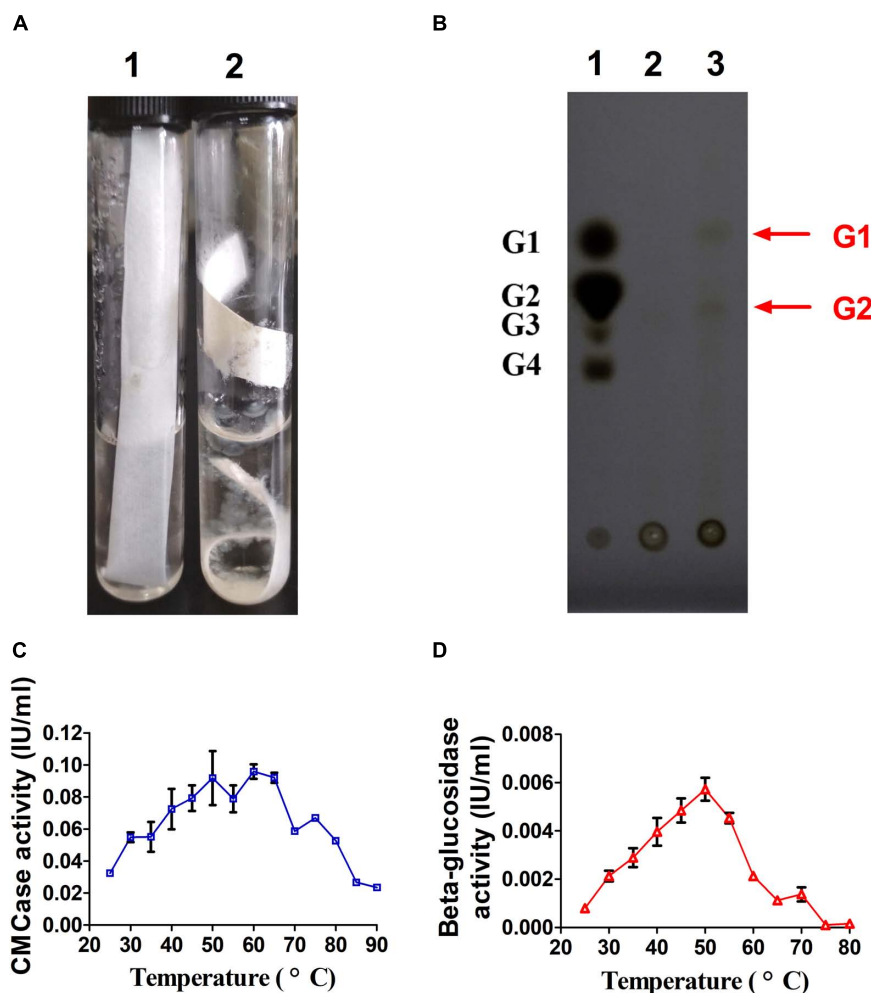 A
1 2
B
1 2 3
G1
G2
G3
G4
G1
G2
C
CMCase activity (IU/ml)
0.12
0.10
0.08
0.06
0.04
0.02
0.00
20 30 40 50 60 70 80 90
Temperature ( ° C)
D
Beta-glucosidase
activity (IU/ml)
0.008
0.006
0.004
0.002
0.000
20 30 40 50 60 70 80
Temperature ( ° C)